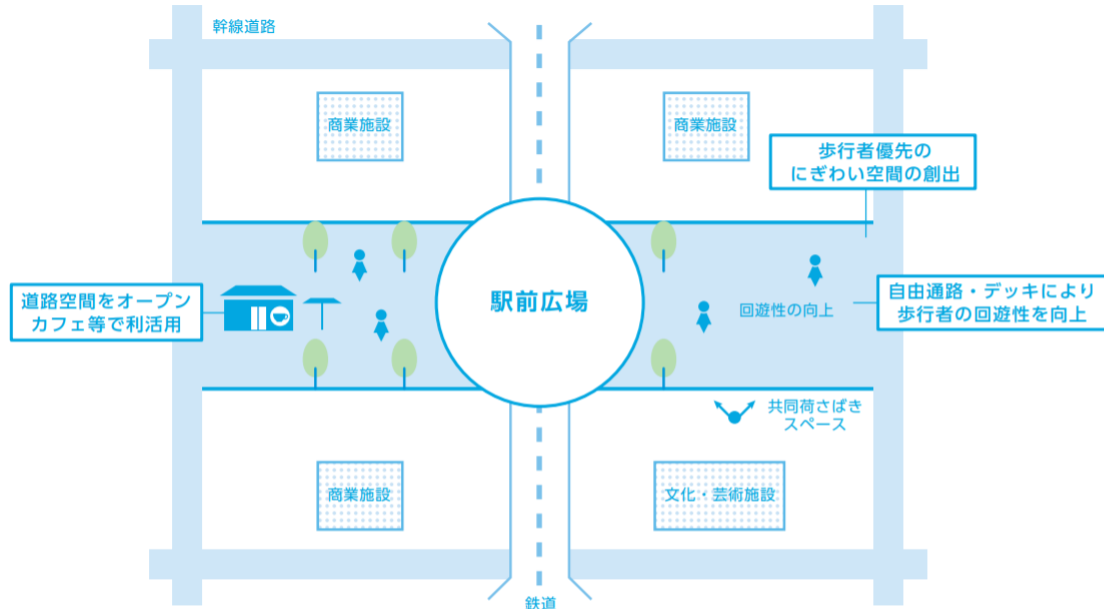 幹線道路
商業施設
商業施設
歩行者優先の
にぎわい空間の創出
道路空間をオープン
カフェ等で利活用
駅前広場
回遊性の向上
自由通路・デッキにより
歩行者の回遊性を向上
共同荷さばき
スペース
商業施設
文化・芸術施設
鉄道